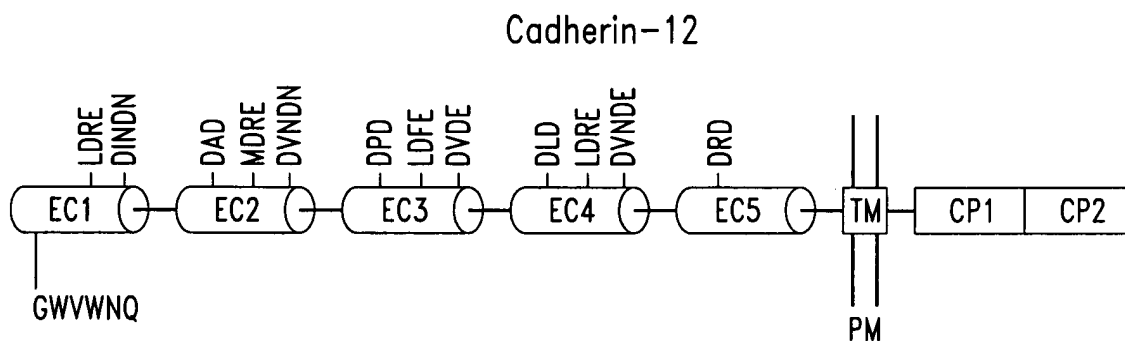 Cadherin-12
LDRE
DINDN
DAD
MDRE
DVNDN
DPD
LDFE
DVDE
DLD
LDRE
DVNDE
DRD
EC1
EC2
EC3
EC4
EC5
TM
CP1
CP2
GWVWNQ
PM